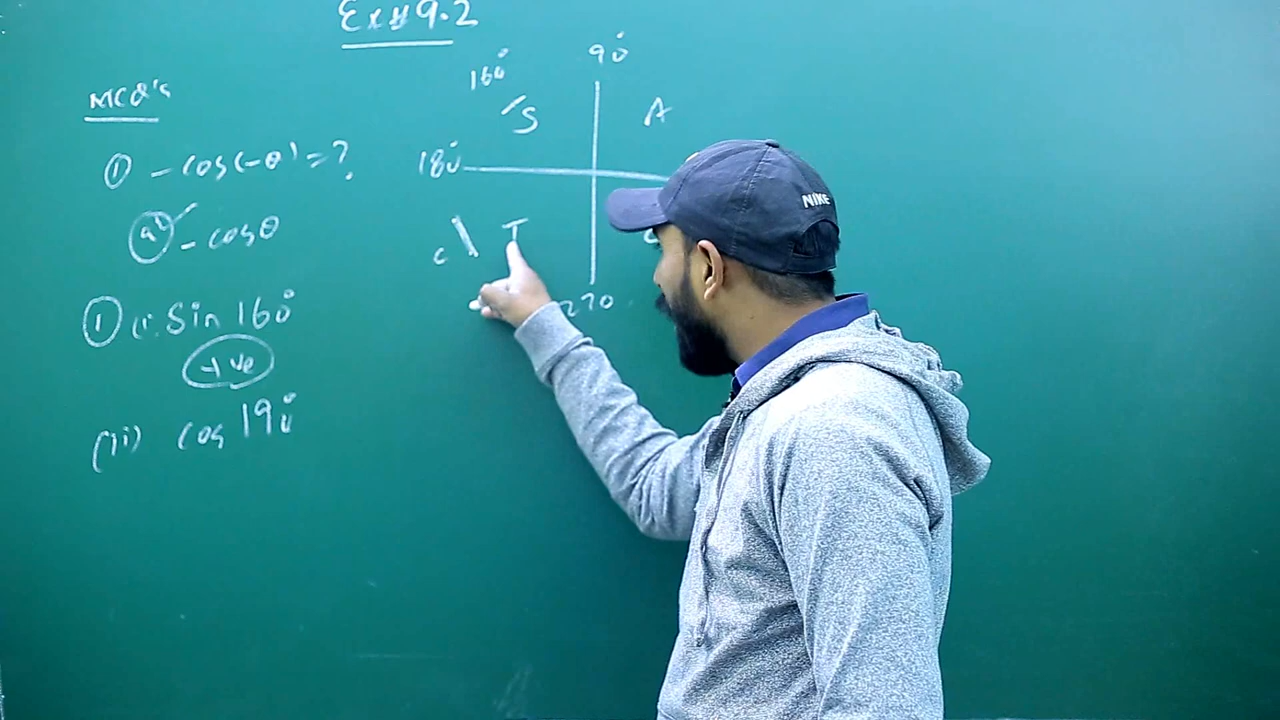 Ex # 9.2
MCQ's
① - cos(-θ) = ?
- cosθ
① (i) Sin 160°
+ve
(ii) cos 190°
90°
160°
S A
180°
c T
270
NIKE